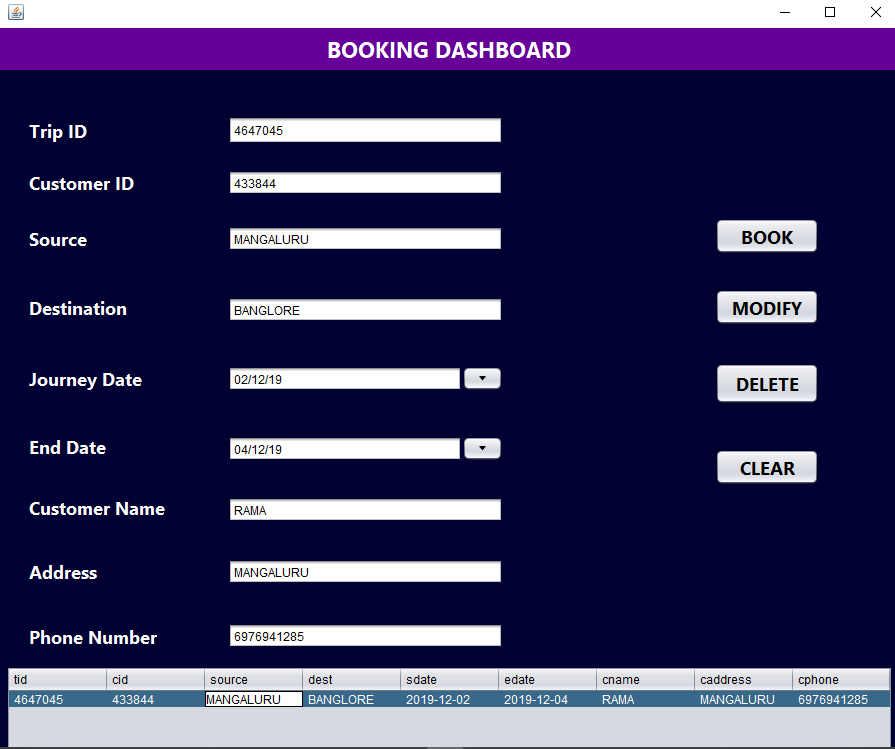 BOOKING DASHBOARD
Trip ID 4647045
Customer ID 433844
Source MANGALURU
BOOK
Destination BANGLORE
MODIFY
Journey Date 02/12/19
DELETE
End Date 04/12/19
CLEAR
Customer Name RAMA
Address MANGALURU
Phone Number 6976941285
tid cid source dest sdate edate cname caddress cphone
4647045 433844 MANGALURU BANGLORE 2019-12-02 2019-12-04 RAMA MANGALURU 6976941285